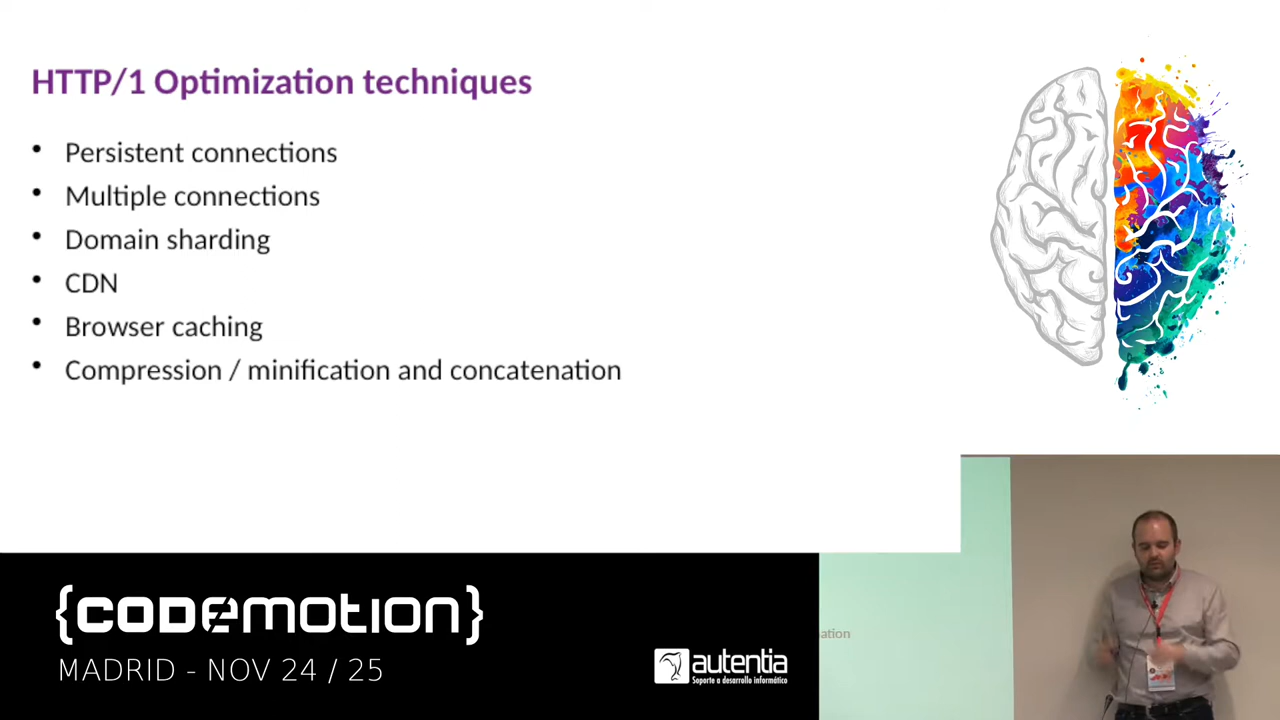 HTTP/1 Optimization techniques
• Persistent connections
• Multiple connections
• Domain sharding
• CDN
• Browser caching
• Compression / minification and concatenation
{codemotion}
MADRID - NOV 24 / 25
autentia
Soporte a desarrollo informático
ation